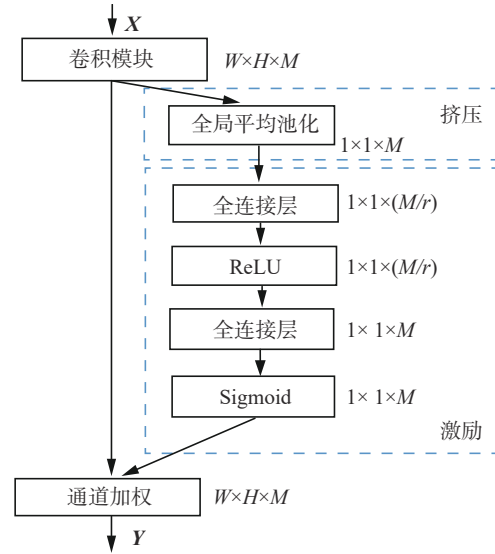 X
卷积模块
W×H×M
挤压
全局平均池化
1×1×M
全连接层
1×1×(M/r)
ReLU
1×1×(M/r)
全连接层
1× 1×M
Sigmoid
1× 1×M
激励
通道加权
W×H×M
Y